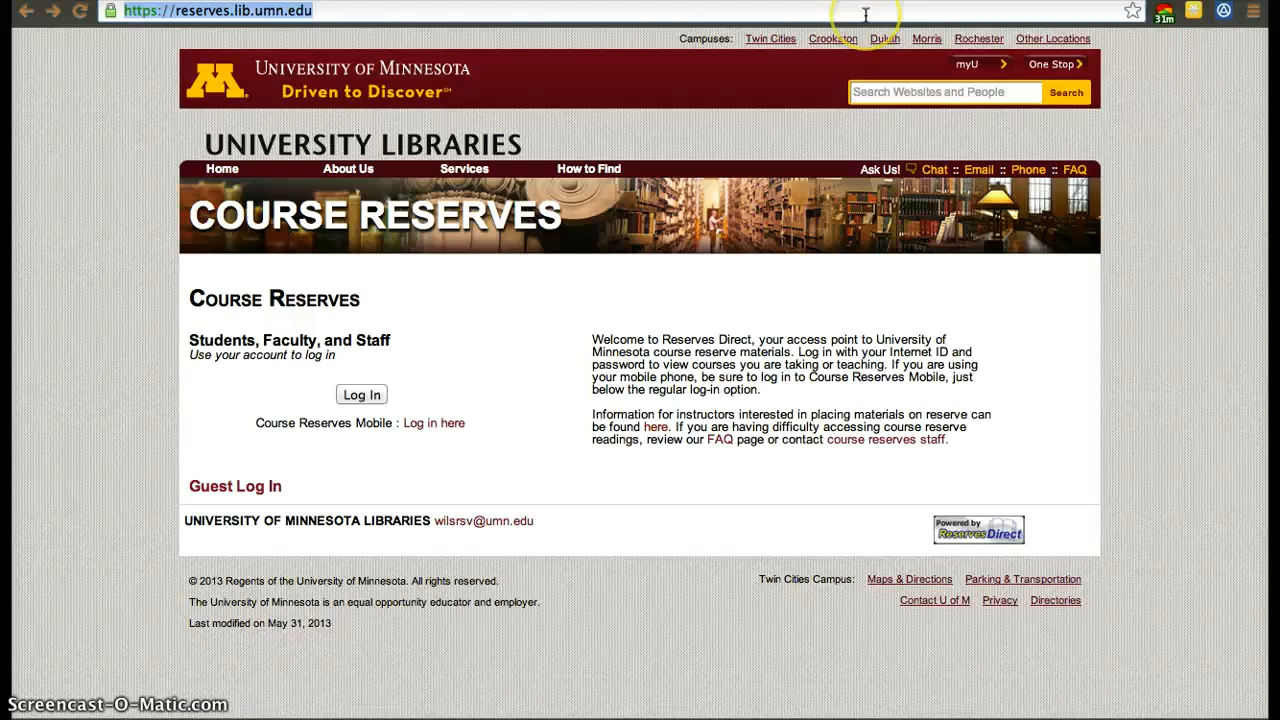 https://reserves.lib.umn.edu
31m
Campuses: Twin Cities Crookston Duluth Morris Rochester Other Locations
UNIVERSITY OF MINNESOTA
Driven to Discover℠
myU One Stop
Search Websites and People Search
UNIVERSITY LIBRARIES
Home About Us Services How to Find Ask Us! Chat :: Email :: Phone :: FAQ
COURSE RESERVES
COURSE RESERVES
Students, Faculty, and Staff
Use your account to log in
Log In
Course Reserves Mobile : Log in here
Welcome to Reserves Direct, your access point to University of
Minnesota course reserve materials. Log in with your Internet ID and
password to view courses you are taking or teaching. If you are using
your mobile phone, be sure to log in to Course Reserves Mobile, just
below the regular log-in option.
Information for instructors interested in placing materials on reserve can
be found here. If you are having difficulty accessing course reserve
readings, review our FAQ page or contact course reserves staff.
Guest Log In
UNIVERSITY OF MINNESOTA LIBRARIES wilsrsv@umn.edu
Powered by
ReservesDirect
© 2013 Regents of the University of Minnesota. All rights reserved.
The University of Minnesota is an equal opportunity educator and employer.
Last modified on May 31, 2013
Twin Cities Campus: Maps & Directions Parking & Transportation
Contact U of M Privacy Directories
Screencast-O-Matic.com